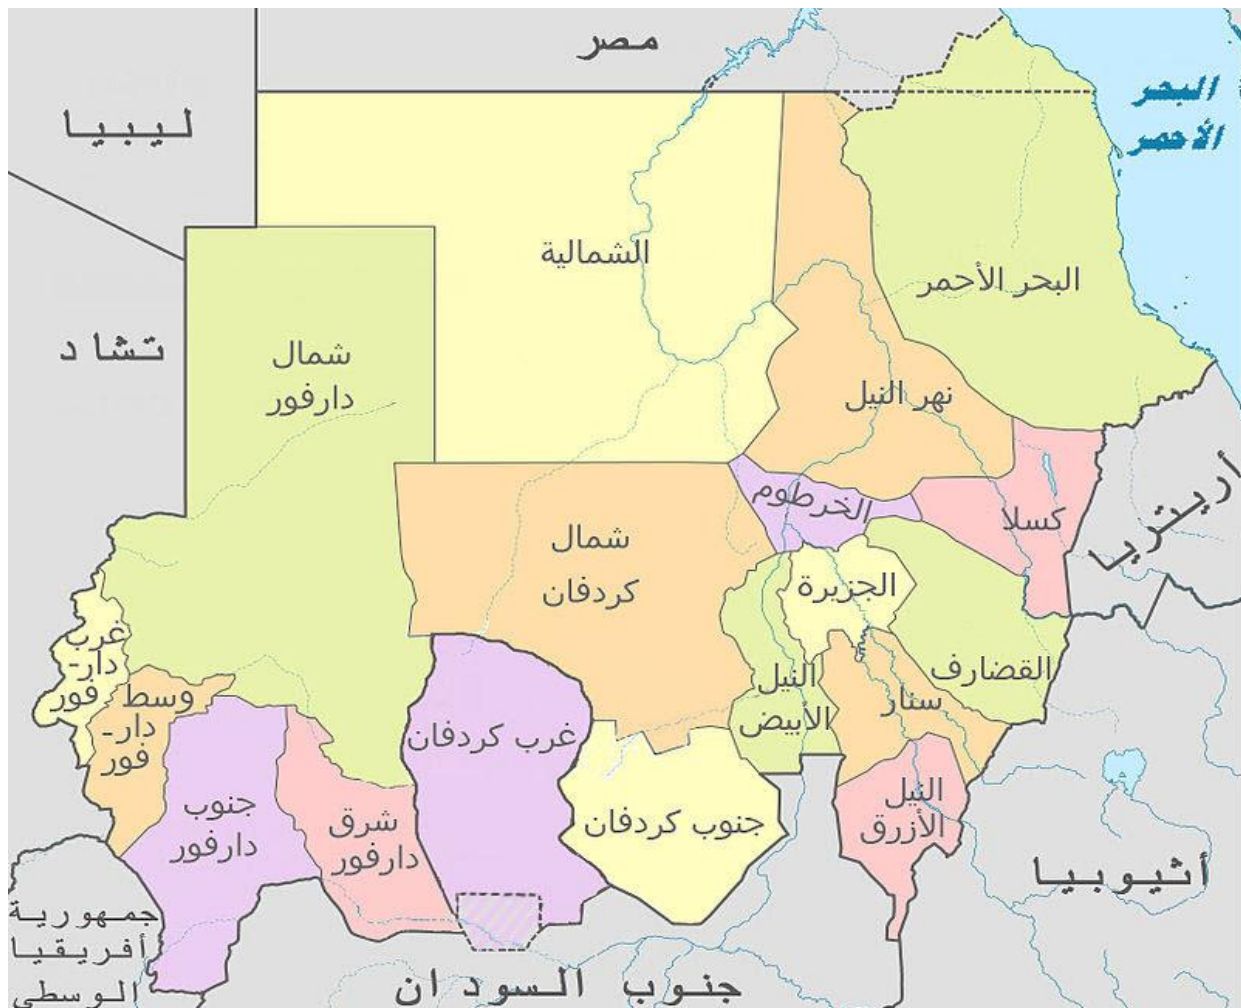 مصر
ليبيا
البحر
الأحمر
الشمالية
البحر الأحمر
تشاد
شمال
دارفور
نهر النيل
أريتريا
الخرطوم
كسلا
شمال
كردفان
الجزيرة
غرب
دار-
فور
القضارف
النيل
الأبيض
سنار
وسط
دار-
فور
غرب كردفان
النيل
الأزرق
جنوب
دارفور
شرق
دارفور
جنوب كردفان
أثيوبيا
جمهورية
أفريقيا
الوسطى
جنوب السودان